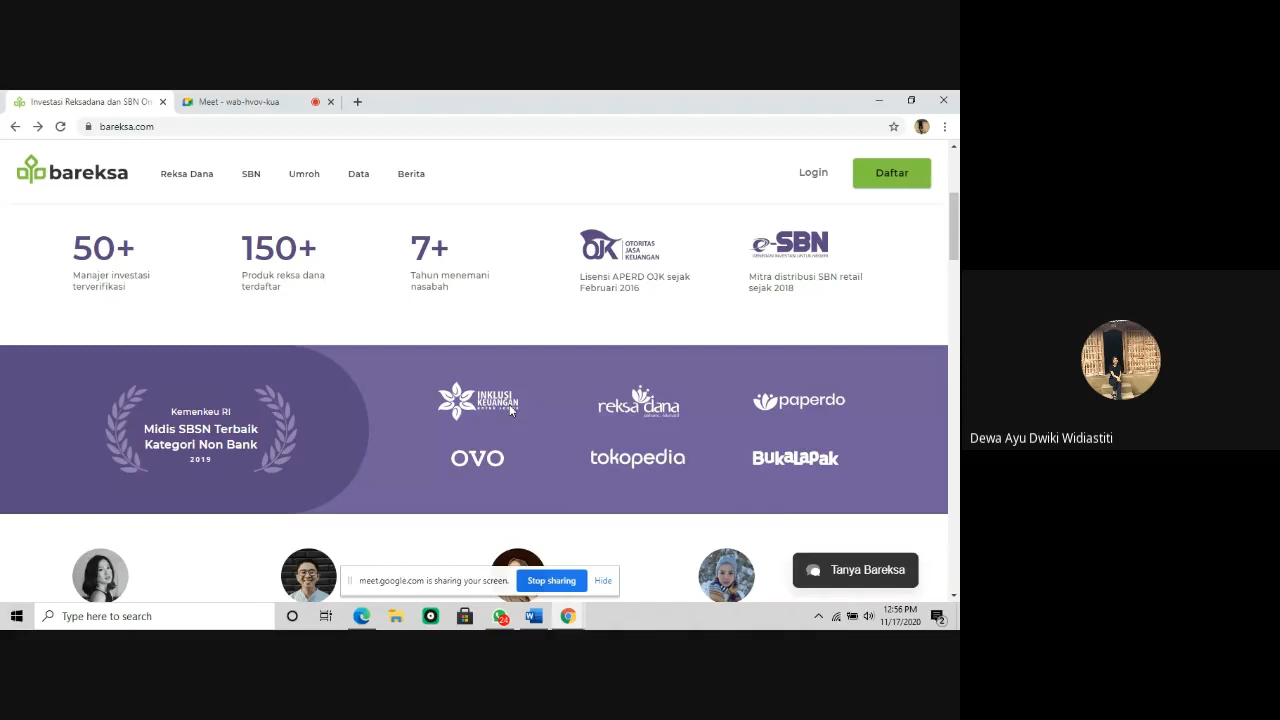 Investasi Reksadana dan SBN On
Meet - wab-hvov-kua
bareksa.com
bareksa
Reksa Dana
SBN
Umroh
Data
Berita
Login
Daftar
50+
Manajer investasi
terverifikasi
150+
Produk reksa dana
terdaftar
7+
Tahun menemani
nasabah
OJK OTORITAS
JASA
KEUANGAN
Lisensi APERD OJK sejak
Februari 2016
e-SBN
Mitra distribusi SBN retail
sejak 2018
Kemenkeu RI
Midis SBSN Terbaik
Kategori Non Bank
2019
INKLUSI
KEUANGAN
reksa dana
paperdo
OVO
tokopedia
BukaLapak
Tanya Bareksa
meet.google.com is sharing your screen.
Stop sharing
Hide
Type here to search
24
12:56 PM
11/17/2020
2
Dewa Ayu Dwiki Widiastiti